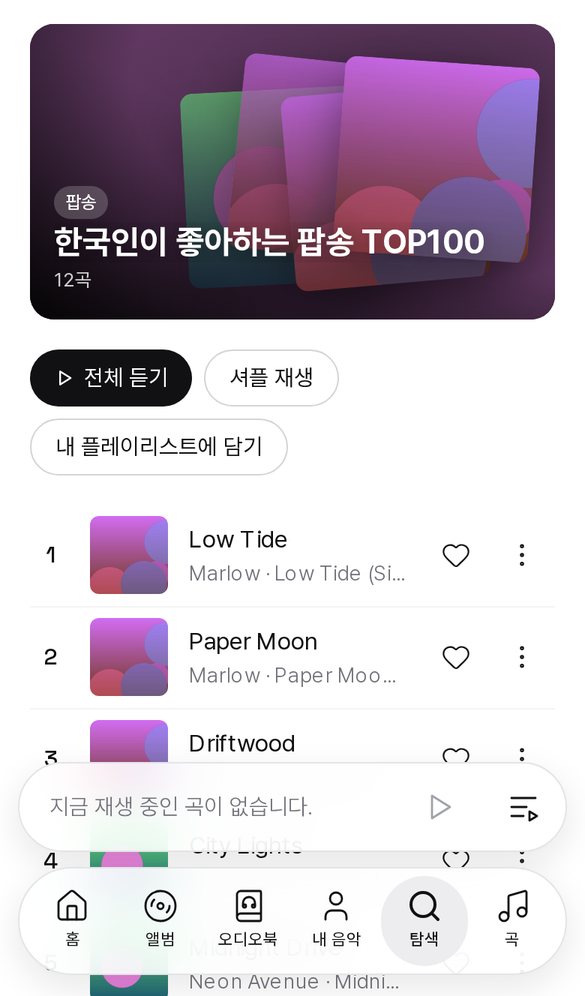 팝송
한국인이 좋아하는 팝송 TOP100
12곡
전체 듣기
셔플 재생
내 플레이리스트에 담기
1
Low Tide
Marlow · Low Tide (Si...
2
Paper Moon
Marlow · Paper Moo...
3
Driftwood
지금 재생 중인 곡이 없습니다.
4
City Lights
홈
앨범
오디오북
내 음악
탐색
곡
5
Neon Avenue · Midni...